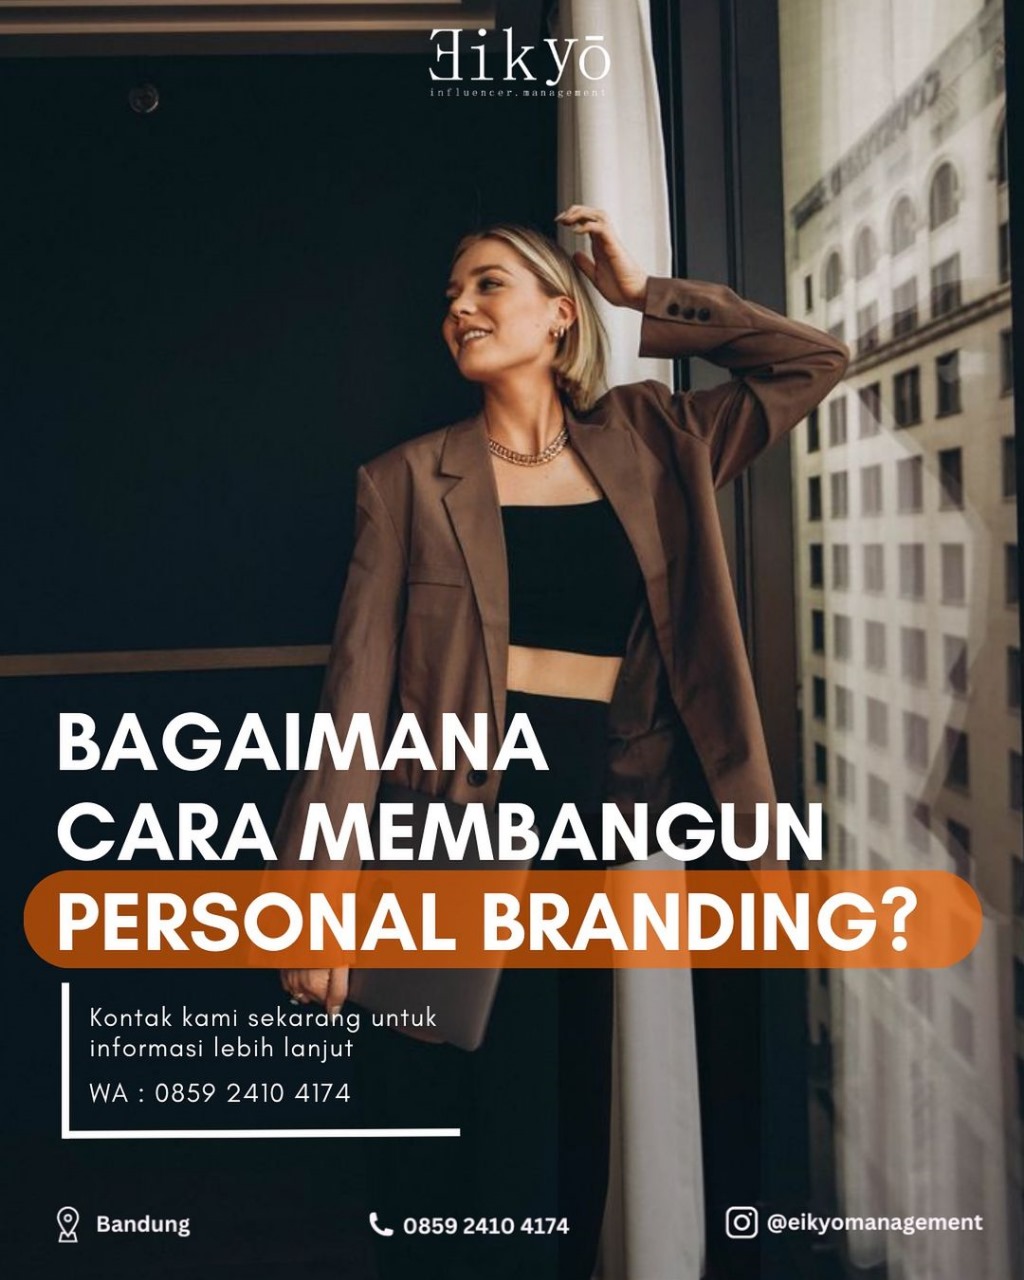 Eikyō
influencer.management
BAGAIMANA
CARA MEMBANGUN
PERSONAL BRANDING?
Kontak kami sekarang untuk
informasi lebih lanjut
WA : 0859 2410 4174
Bandung
0859 2410 4174
@eikyomanagement